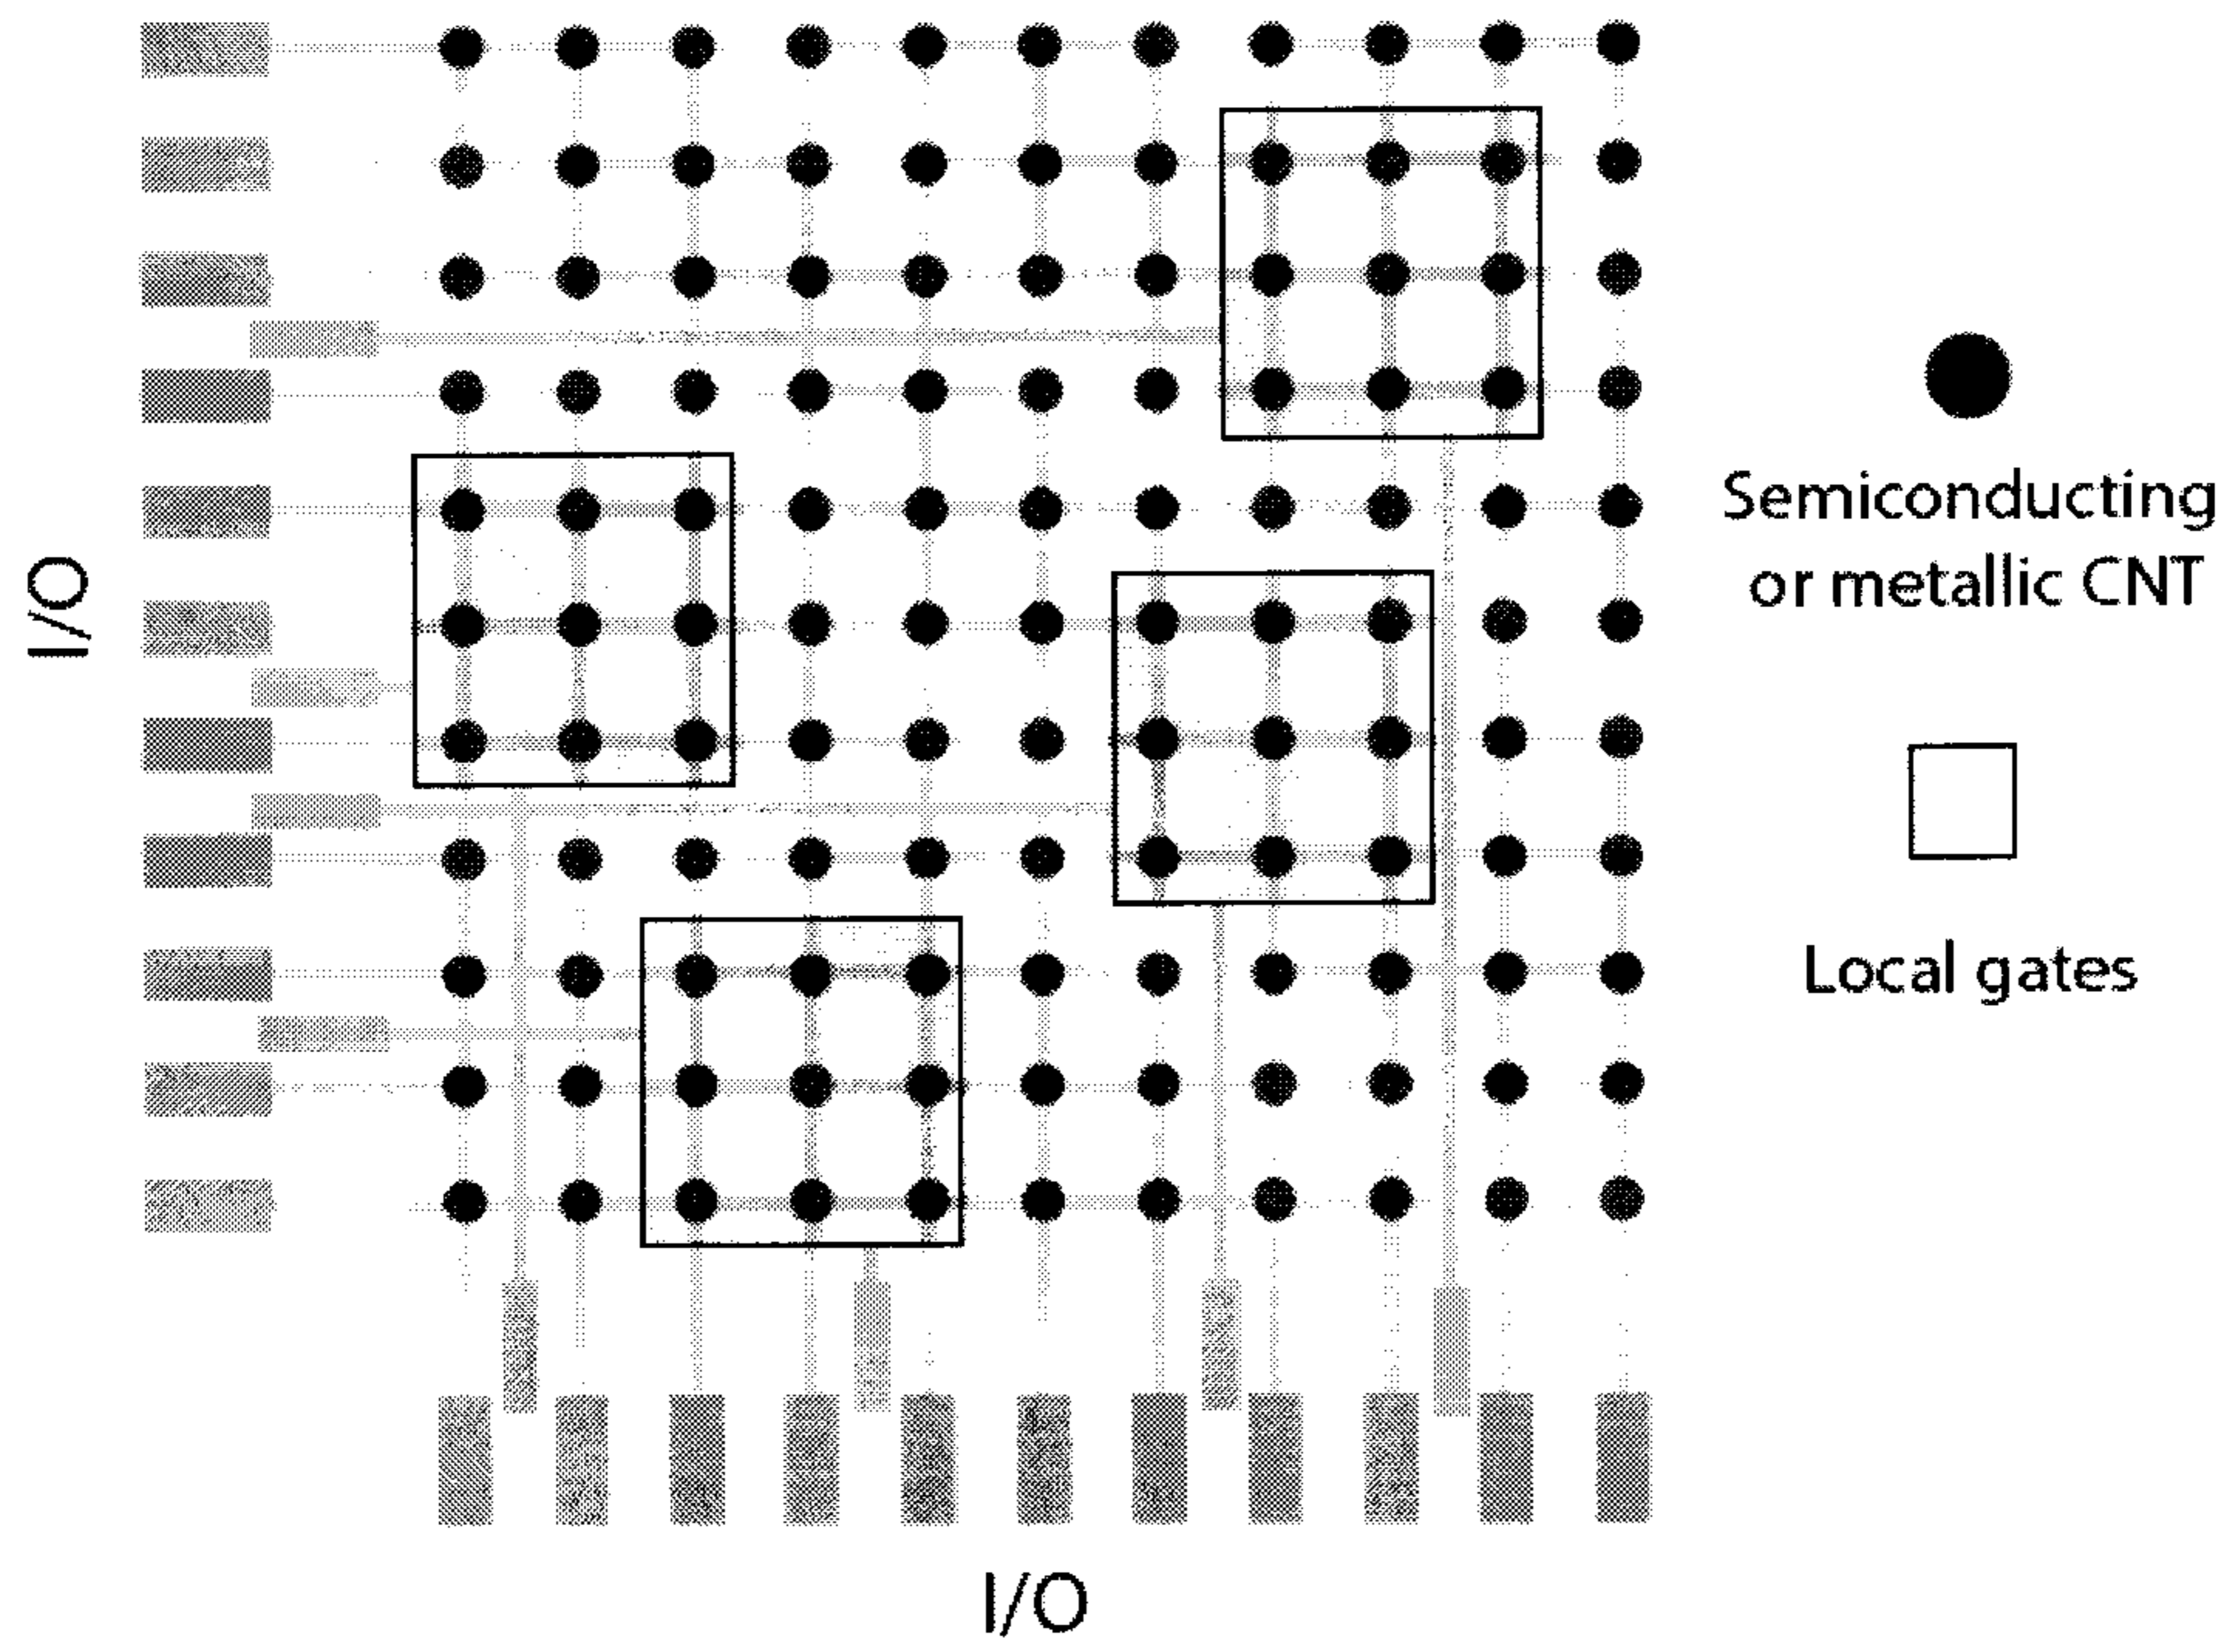 I/O
Semiconducting
or metallic CNT
Local gates
I/O